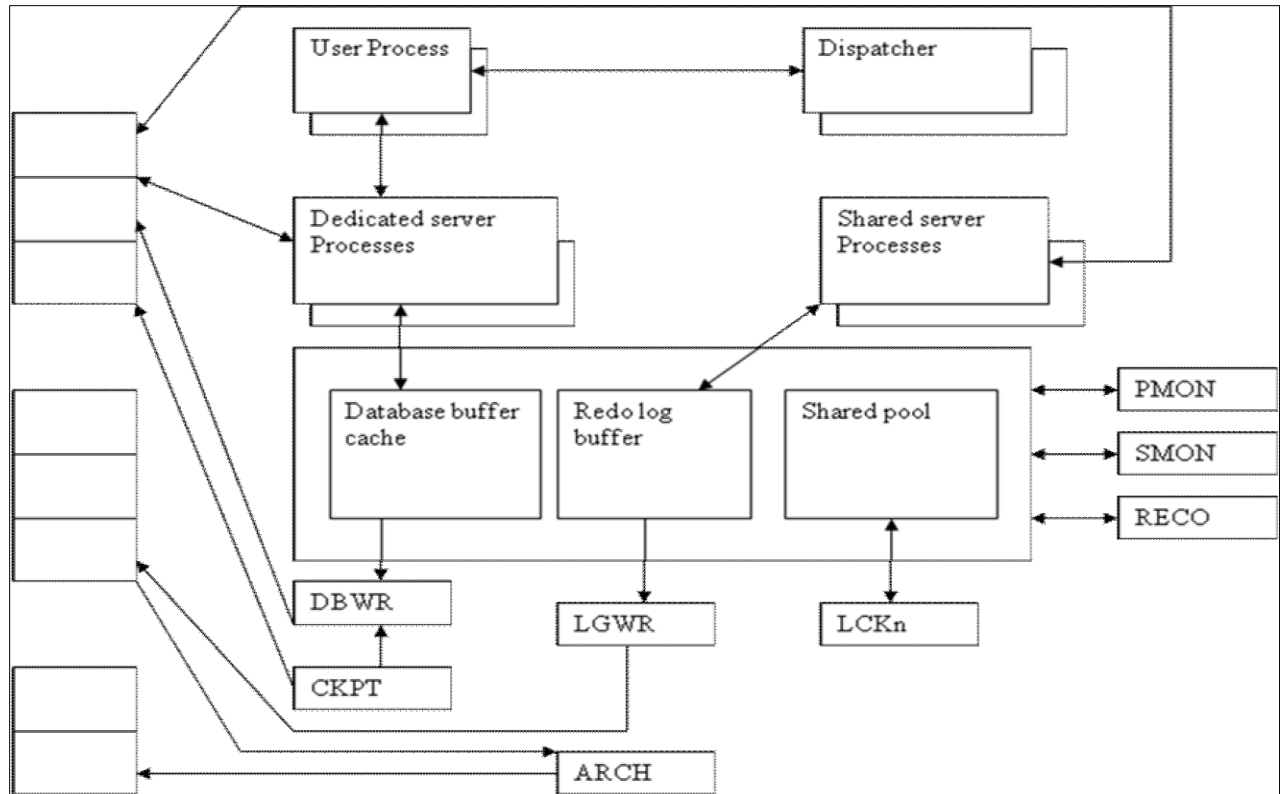 User Process
Dispatcher
Dedicated server
Processes
Shared server
Processes
Database buffer
cache
Redo log
buffer
Shared pool
PMON
SMON
RECO
DBWR
LGWR
LCKn
CKPT
ARCH